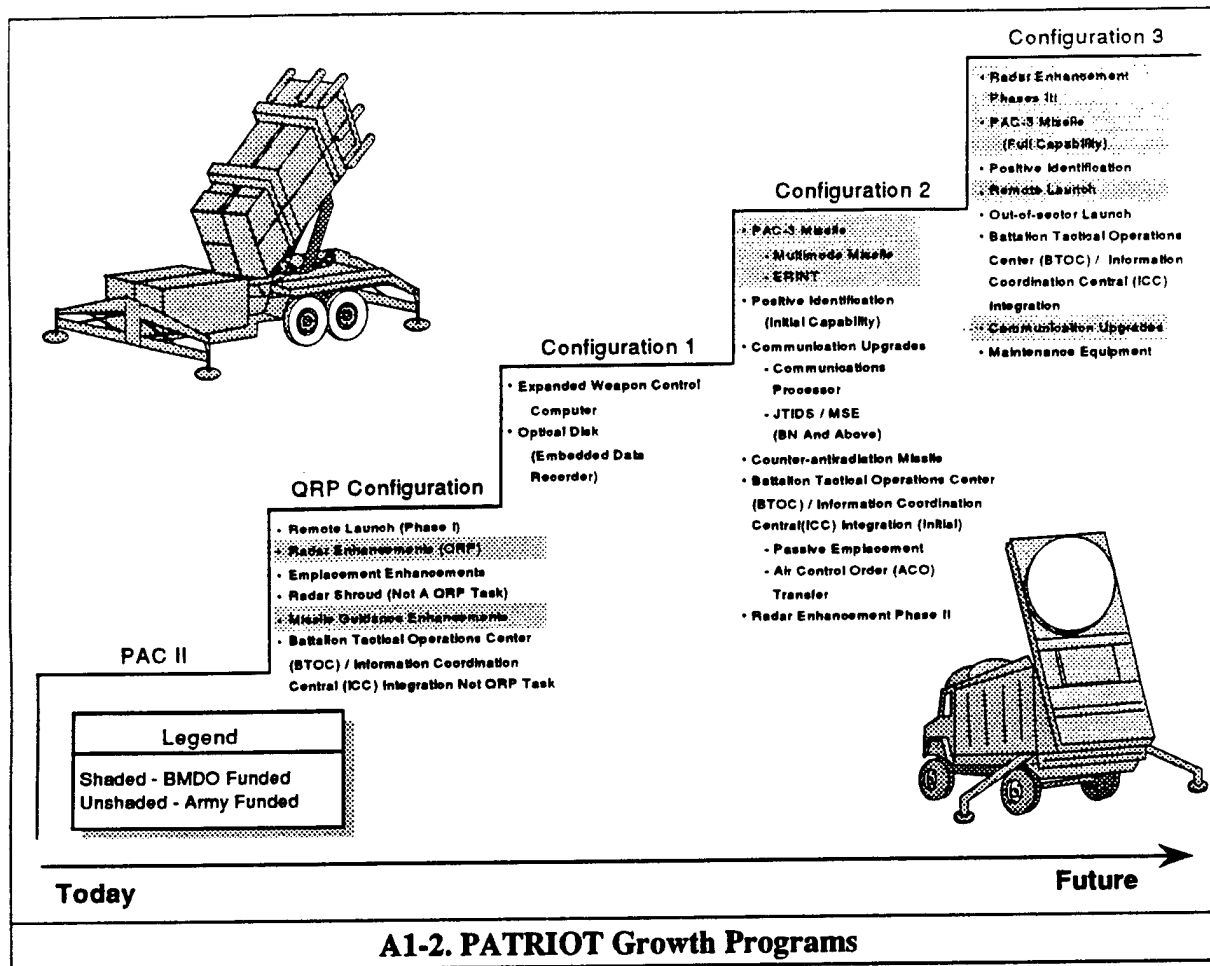 Configuration 3
• Radar Enhancement
Phases III
• PAC-3 Missile
(Full Capability)
• Positive Identification
• Remote Launch
• Out-of-sector Launch
• Battalion Tactical Operations
Center (BTOC) / Information
Coordination Central (ICC)
Integration
• Communication Upgrades
• Maintenance Equipment
Configuration 2
• PAC-3 Missile
- Multimode Missile
- ERINT
• Positive Identification
(Initial Capability)
• Communication Upgrades
- Communications
Processor
- JTIDS / MSE
(BN And Above)
• Counter-antiradiation Missile
• Battalion Tactical Operations Center
(BTOC) / Information Coordination
Central(ICC) Integration (Initial)
- Passive Emplacement
- Air Control Order (ACO)
Transfer
• Radar Enhancement Phase II
Configuration 1
• Expanded Weapon Control
Computer
• Optical Disk
(Embedded Data
Recorder)
QRP Configuration
• Remote Launch (Phase I)
• Radar Enhancements (QRP)
• Emplacement Enhancements
• Radar Shroud (Not A QRP Task)
• Missile Guidance Enhancements
• Battalion Tactical Operations Center
(BTOC) / Information Coordination
Central (ICC) Integration Not QRP Task
PAC II
Legend
Shaded - BMDO Funded
Unshaded - Army Funded
Today
Future
A1-2. PATRIOT Growth Programs